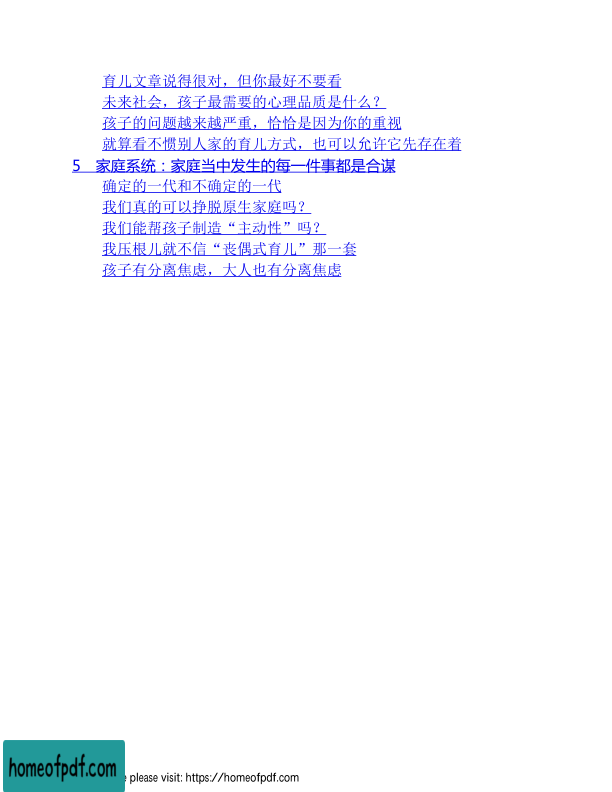 育儿文章说得很对，但你最好不要看
未来社会，孩子最需要的心理品质是什么？
孩子的问题越来越严重，恰恰是因为你的重视
就算看不惯别人家的育儿方式，也可以允许它先存在着
5　家庭系统：家庭当中发生的每一件事都是合谋
确定的一代和不确定的一代
我们真的可以挣脱原生家庭吗？
我们能帮孩子制造“主动性”吗？
我压根儿就不信“丧偶式育儿”那一套
孩子有分离焦虑，大人也有分离焦虑
homeofpdf.com
please visit: https://homeofpdf.com